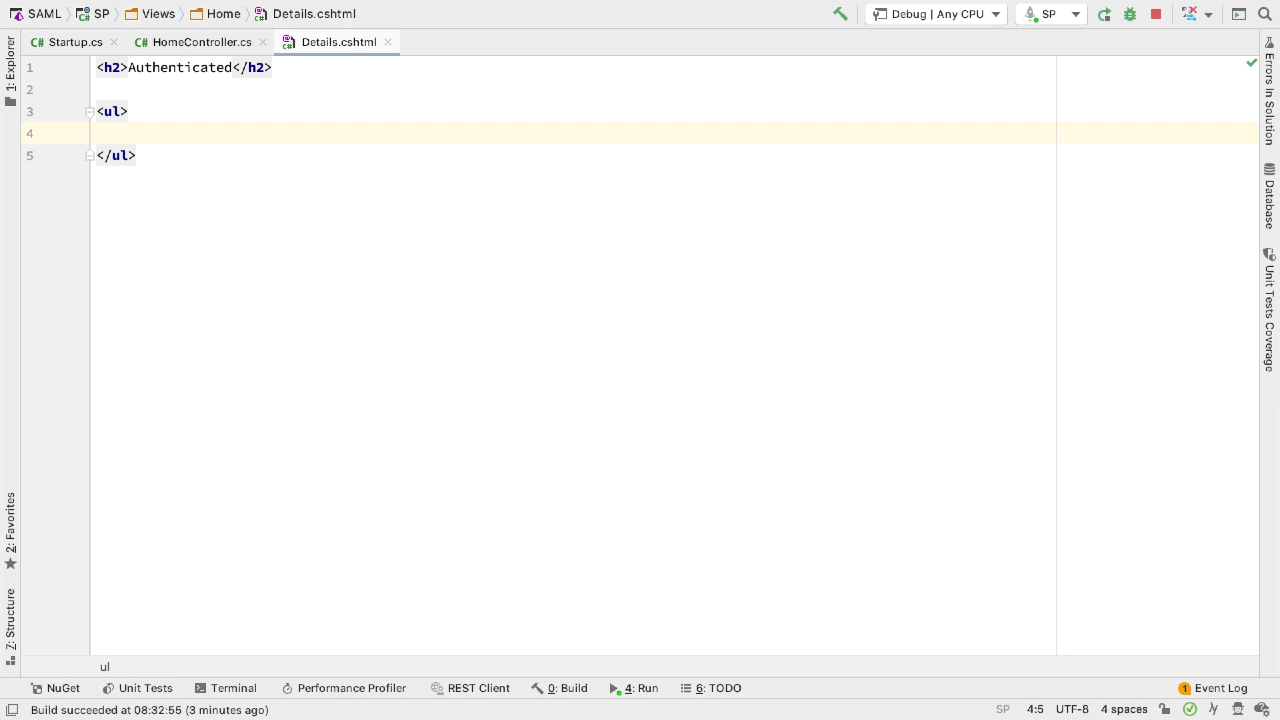 SAML SP Views Home Details.cshtml Debug | Any CPU SP
Startup.cs HomeController.cs Details.cshtml
1: Explorer
1 <h2>Authenticated</h2>
2
3 <ul>
4
5 </ul>
2: Favorites
Z: Structure
Errors In Solution
Database
Unit Tests Coverage
ul
NuGet Unit Tests Terminal Performance Profiler REST Client 0: Build 4: Run 6: TODO 1 Event Log
Build succeeded at 08:32:55 (3 minutes ago) SP 4:5 UTF-8 4 spaces